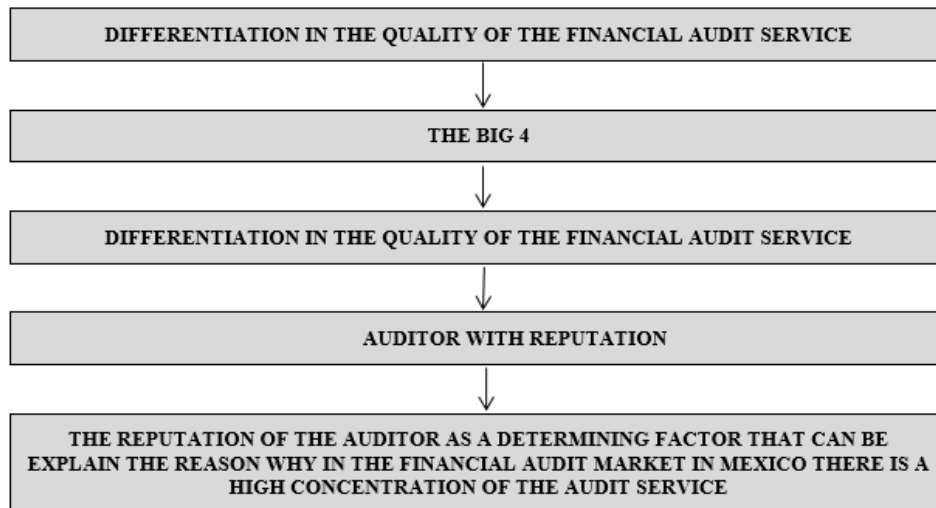 DIFFERENTIATION IN THE QUALITY OF THE FINANCIAL AUDIT SERVICE
THE BIG 4
DIFFERENTIATION IN THE QUALITY OF THE FINANCIAL AUDIT SERVICE
AUDITOR WITH REPUTATION
THE REPUTATION OF THE AUDITOR AS A DETERMINING FACTOR THAT CAN BE
EXPLAIN THE REASON WHY IN THE FINANCIAL AUDIT MARKET IN MEXICO THERE IS A
HIGH CONCENTRATION OF THE AUDIT SERVICE